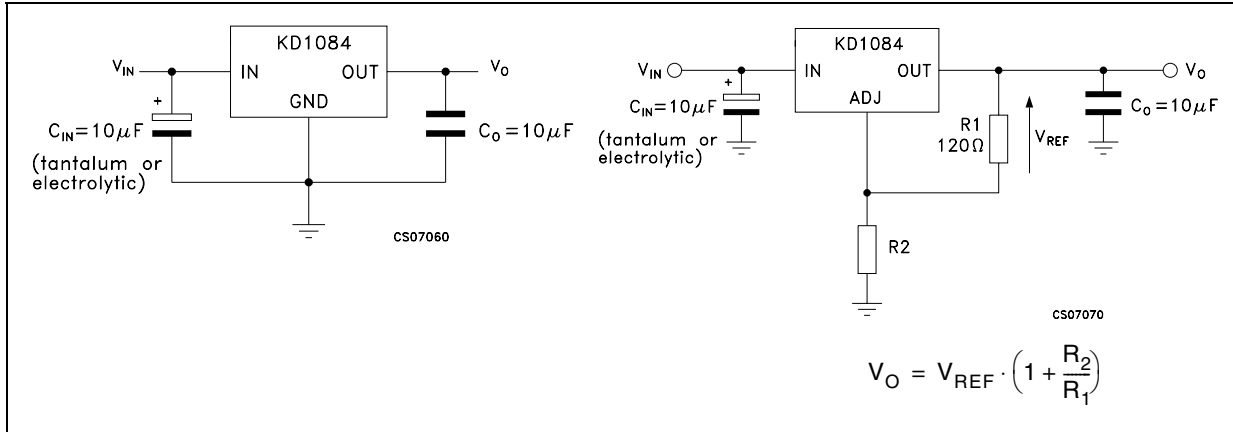 KD1084
V_IN
IN
OUT
V_O
GND
+
C_IN=10μF
(tantalum or
electrolytic)
C_O=10μF
CS07060
KD1084
V_IN
IN
OUT
V_O
ADJ
+
C_IN=10μF
(tantalum or
electrolytic)
R1
120Ω
V_REF
C_O=10μF
R2
CS07070
V_O = V_REF · (1 + R_2/R_1)